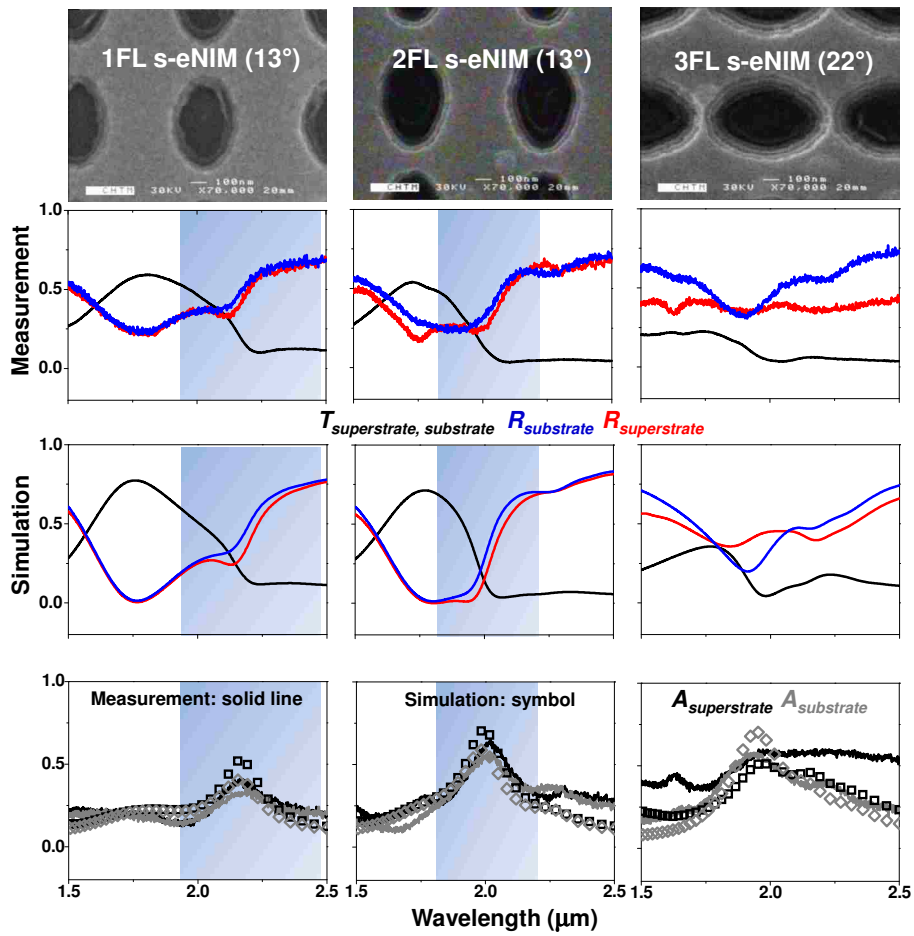 1FL s-eNIM (13°) 2FL s-eNIM (13°) 3FL s-eNIM (22°)
100nm 100nm 100nm
CHTM 30KV X70,000 20mm CHTM 30KV X70,000 20mm CHTM 30KV X70,000 20mm
Measurement
1.0
0.5
0.0
T superstrate, substrate R substrate R superstrate
Simulation
1.0
0.5
0.0
Measurement: solid line Simulation: symbol A superstrate A substrate
1.0
0.5
0.0
1.5 2.0 2.5 1.5 2.0 2.5 1.5 2.0 2.5
Wavelength (μm)